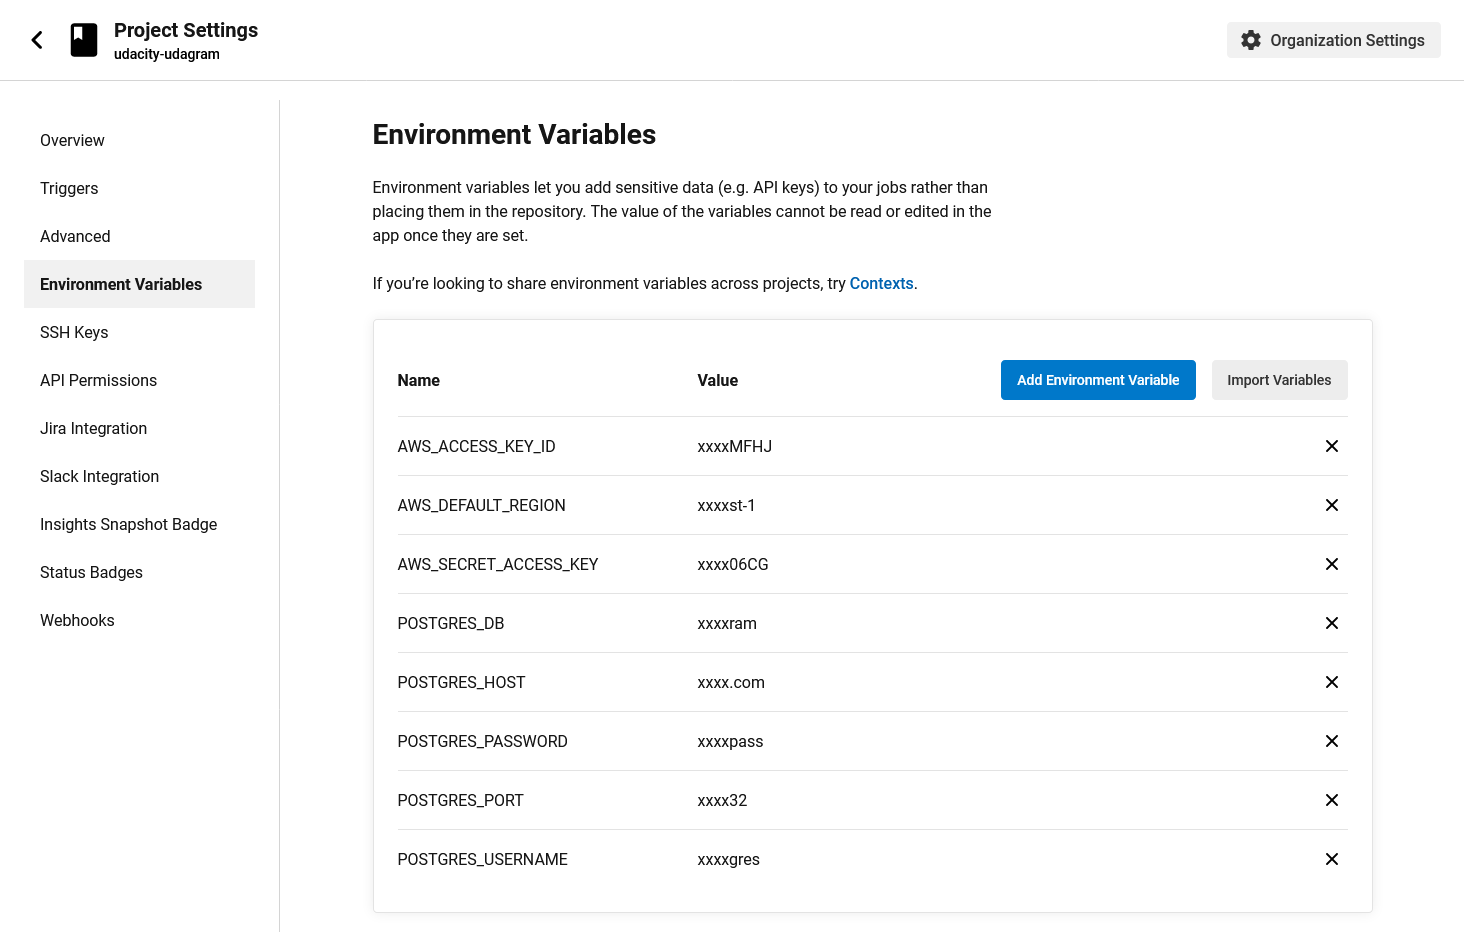 Project Settings
udacity-udagram
Organization Settings
Overview
Triggers
Advanced
Environment Variables
SSH Keys
API Permissions
Jira Integration
Slack Integration
Insights Snapshot Badge
Status Badges
Webhooks
Environment Variables
Environment variables let you add sensitive data (e.g. API keys) to your jobs rather than
placing them in the repository. The value of the variables cannot be read or edited in the
app once they are set.
If you’re looking to share environment variables across projects, try Contexts.
Name Value Add Environment Variable Import Variables
AWS_ACCESS_KEY_ID xxxxMFHJ
AWS_DEFAULT_REGION xxxxst-1
AWS_SECRET_ACCESS_KEY xxxx06CG
POSTGRES_DB xxxxram
POSTGRES_HOST xxxx.com
POSTGRES_PASSWORD xxxxpass
POSTGRES_PORT xxxx32
POSTGRES_USERNAME xxxxgres